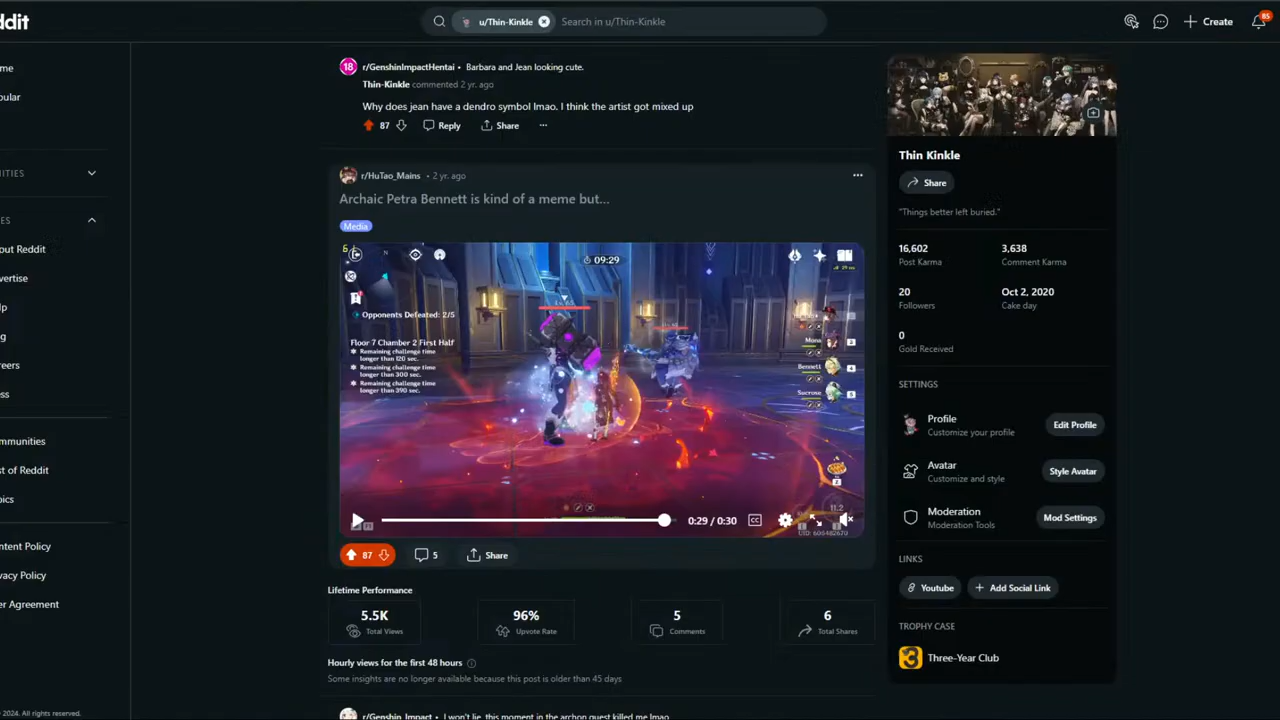 ddit
u/Thin-Kinkle
Search in u/Thin-Kinkle
Create
85
me
pular
ITIES
ES
out Reddit
vertise
lp
g
reers
ss
mmunities
st of Reddit
pics
ntent Policy
vacy Policy
er Agreement
© 2024. All rights reserved.
18
r/GenshinImpactHentai • Barbara and Jean looking cute.
Thin-Kinkle commented 2 yr. ago
Why does jean have a dendro symbol lmao. I think the artist got mixed up
87
Reply
Share
r/HuTao_Mains • 2 yr. ago
Archaic Petra Bennett is kind of a meme but...
Media
N
09:29
Opponents Defeated: 2/5
Floor 7 Chamber 2 First Half
Remaining challenge time
longer than 120 sec.
Remaining challenge time
longer than 300 sec.
Remaining challenge time
longer than 390 sec.
Mona
3
Bennett
4
Sucrose
5
11.2
0:29 / 0:30
CC
87
5
Share
Lifetime Performance
5.5K
Total Views
96%
Upvote Rate
5
Comments
6
Total Shares
Hourly views for the first 48 hours
Some insights are no longer available because this post is older than 45 days
r/Genshin_Impact • I won't lie, this moment in the archon quest killed me lmao
Thin Kinkle
Share
"Things better left buried."
16,602
Post Karma
3,638
Comment Karma
20
Followers
Oct 2, 2020
Cake day
0
Gold Received
SETTINGS
Profile
Customize your profile
Edit Profile
Avatar
Customize and style
Style Avatar
Moderation
Moderation Tools
Mod Settings
LINKS
Youtube
Add Social Link
TROPHY CASE
3
Three-Year Club